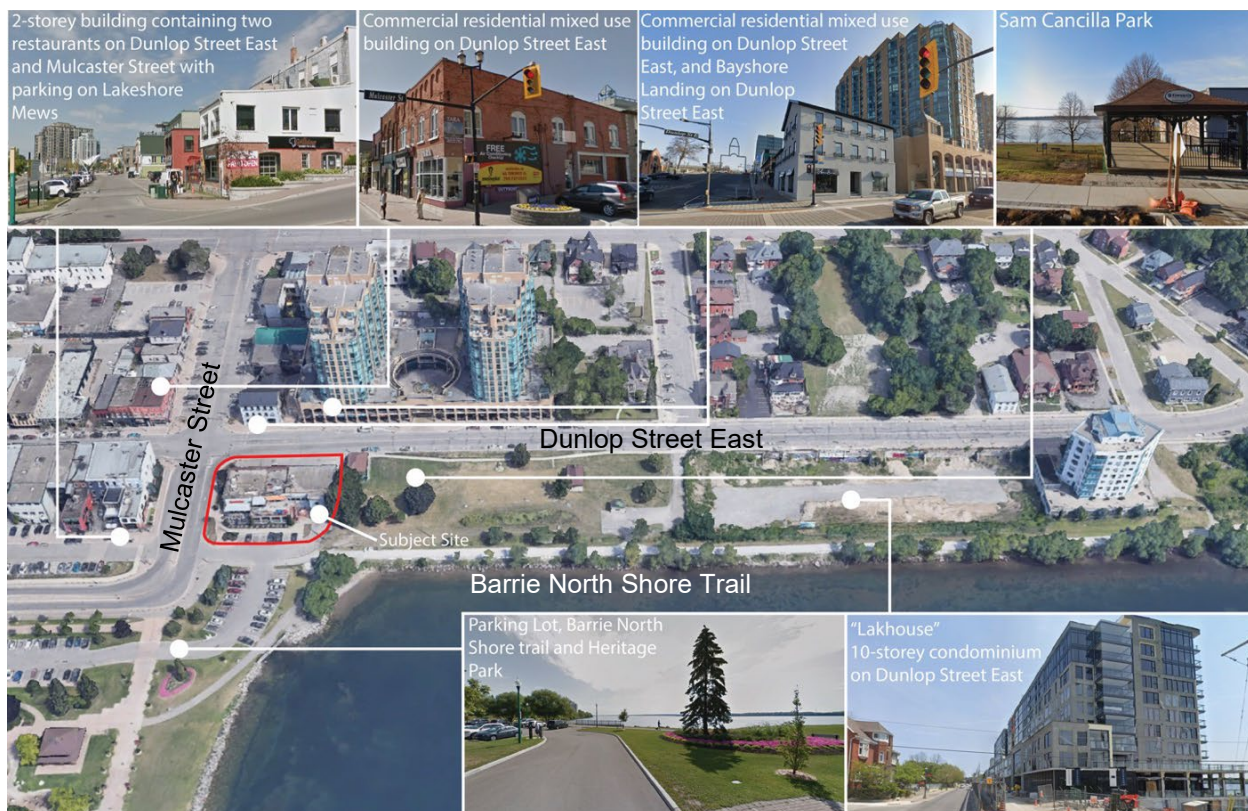 2-storey building containing two
restaurants on Dunlop Street East
and Mulcaster Street with
parking on Lakeshore
Mews
Commercial residential mixed use
building on Dunlop Street East
Commercial residential mixed use
building on Dunlop Street
East, and Bayshore
Landing on Dunlop
Street East
Sam Cancilla Park
Mulcaster St
FREE
Mulcaster Street
Dunlop Street East
Subject Site
Barrie North Shore Trail
Parking Lot, Barrie North
Shore trail and Heritage
Park
"Lakhouse"
10-storey condominium
on Dunlop Street East